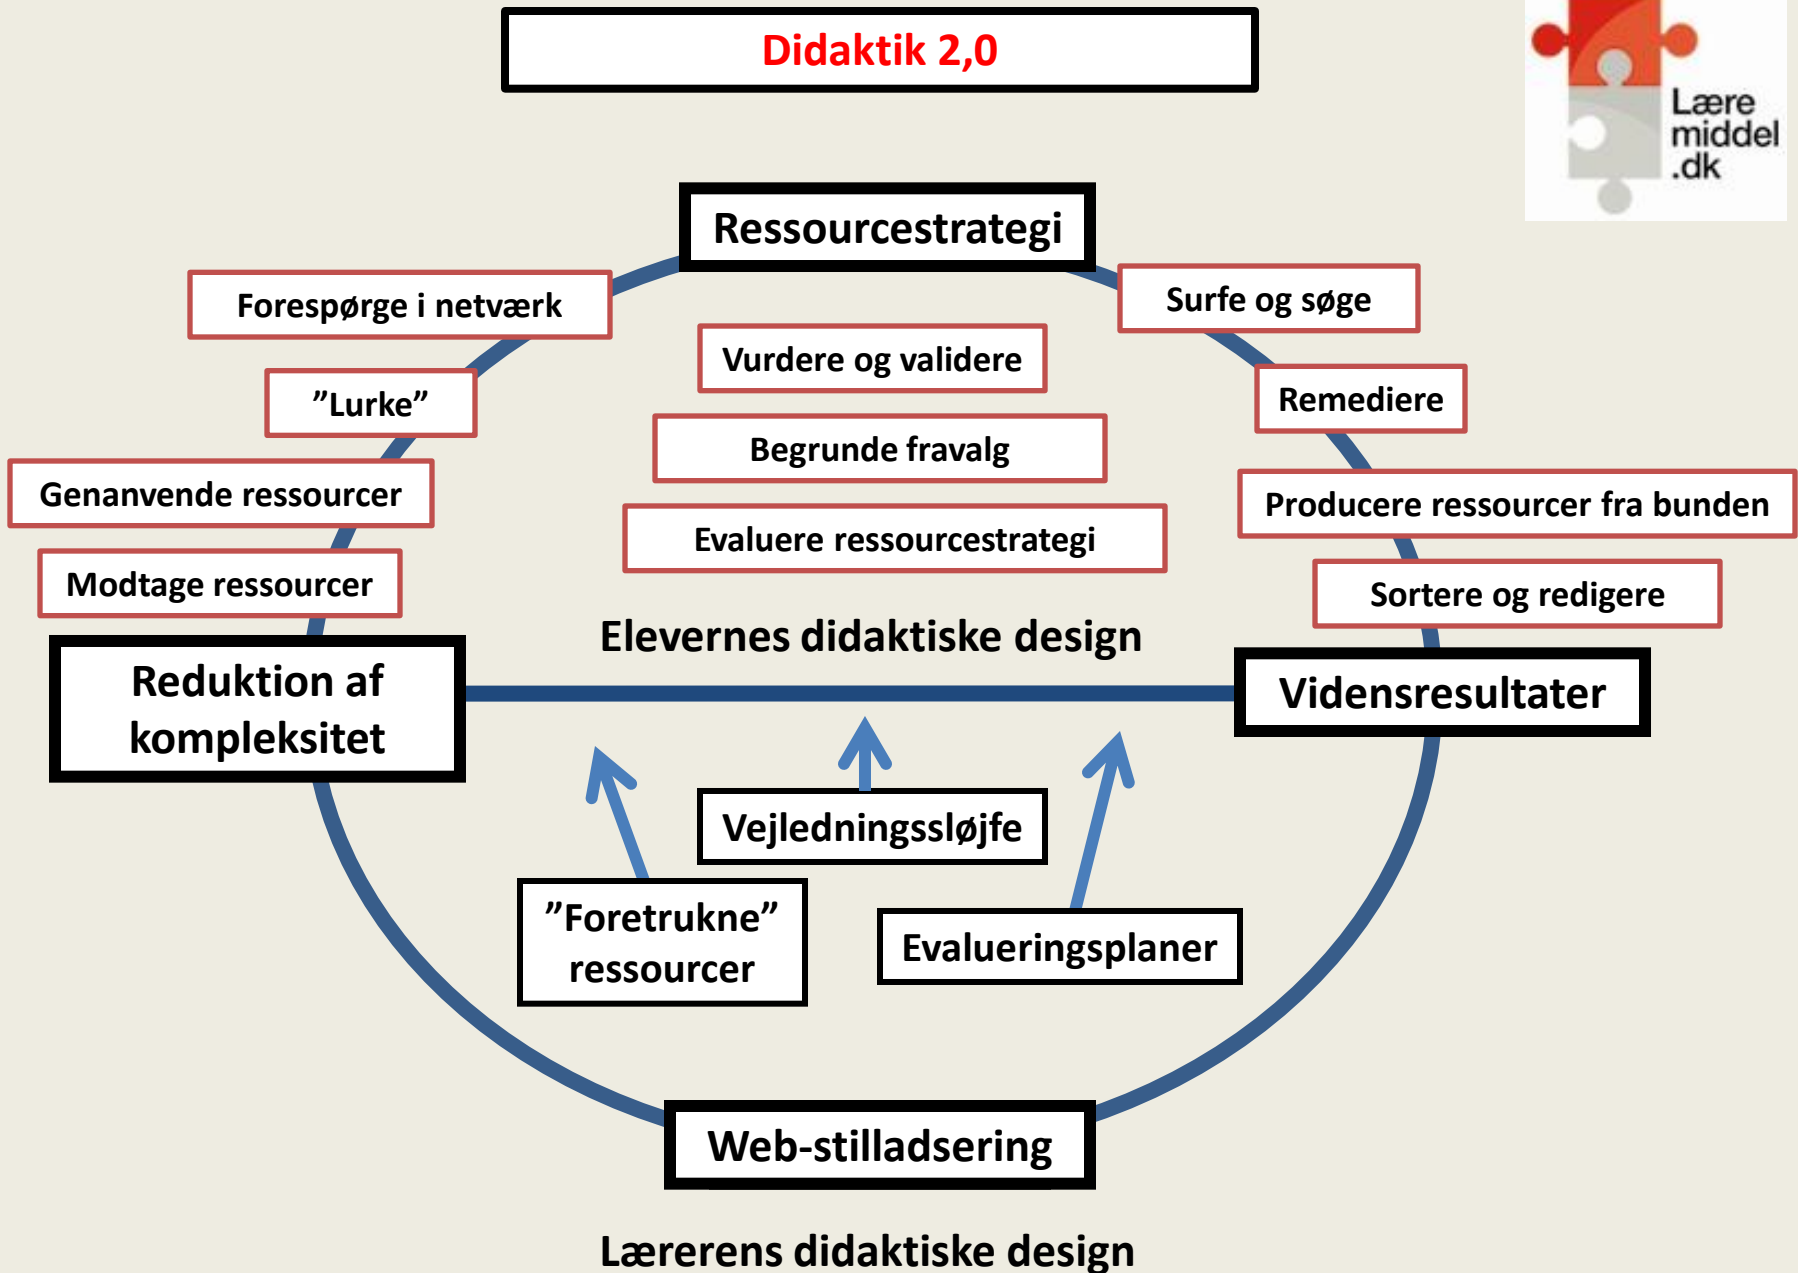 Didaktik 2,0
Lære
middel
.dk
Ressourcestrategi
Forespørge i netværk
Surfe og søge
Vurdere og validere
”Lurke”
Remediere
Begrunde fravalg
Genanvende ressourcer
Producere ressourcer fra bunden
Evaluere ressourcestrategi
Modtage ressourcer
Sortere og redigere
Elevernes didaktiske design
Reduktion af
kompleksitet
Vidensresultater
Vejledningssløjfe
”Foretrukne”
ressourcer
Evalueringsplaner
Web-stilladsering
Lærerens didaktiske design